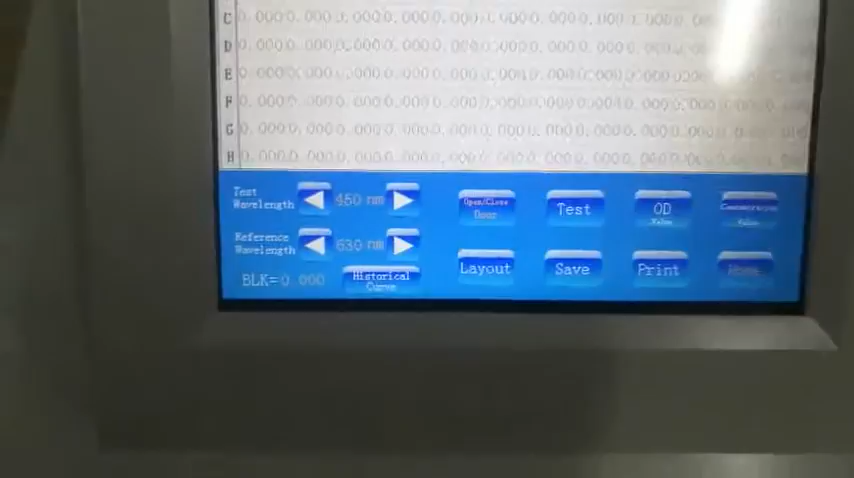 C 0.000 0.000 0.000 0.000 0.000 0.000 0.000 0.000 0.000
D 0.000 0.000 0.000 0.000 0.000 0.000 0.000 0.000 0.000
E 0.000 0.000 0.000 0.000 0.000 0.000 0.000 0.000 0.000
F 0.000 0.000 0.000 0.000 0.000 0.000 0.000 0.000 0.000
G 0.000 0.000 0.000 0.000 0.000 0.000 0.000 0.000 0.000
H 0.000 0.000 0.000 0.000 0.000 0.000 0.000 0.000 0.000
Test Wavelength 450 nm Open/Close Door Test OD Value Concentration Value
Reference Wavelength 630 nm Layout Save Print Home
BLK=0.000 Historical Curve